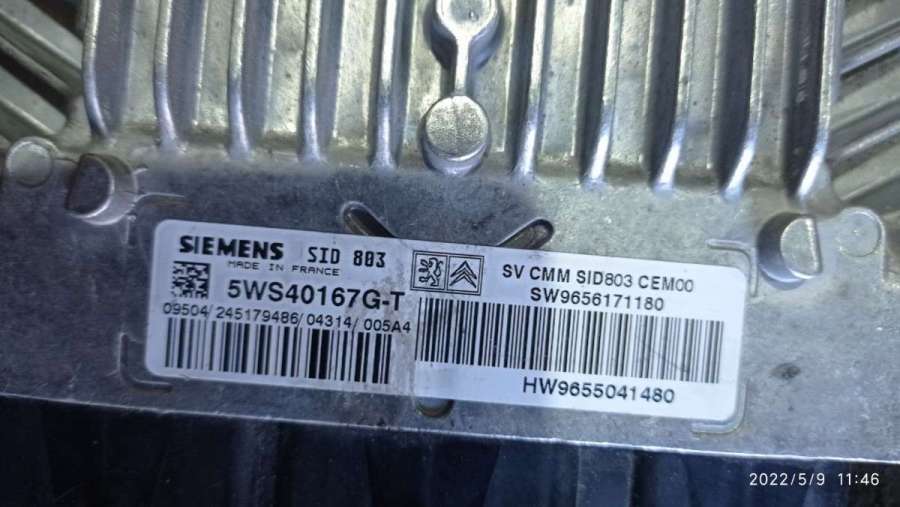 SIEMENS SID 803
MADE IN FRANCE
5WS40167G-T
09504/245179486/04314/005A4
SV CMM SID803 CEM00
SW9656171180
HW9655041480
2022/5/9 11:46